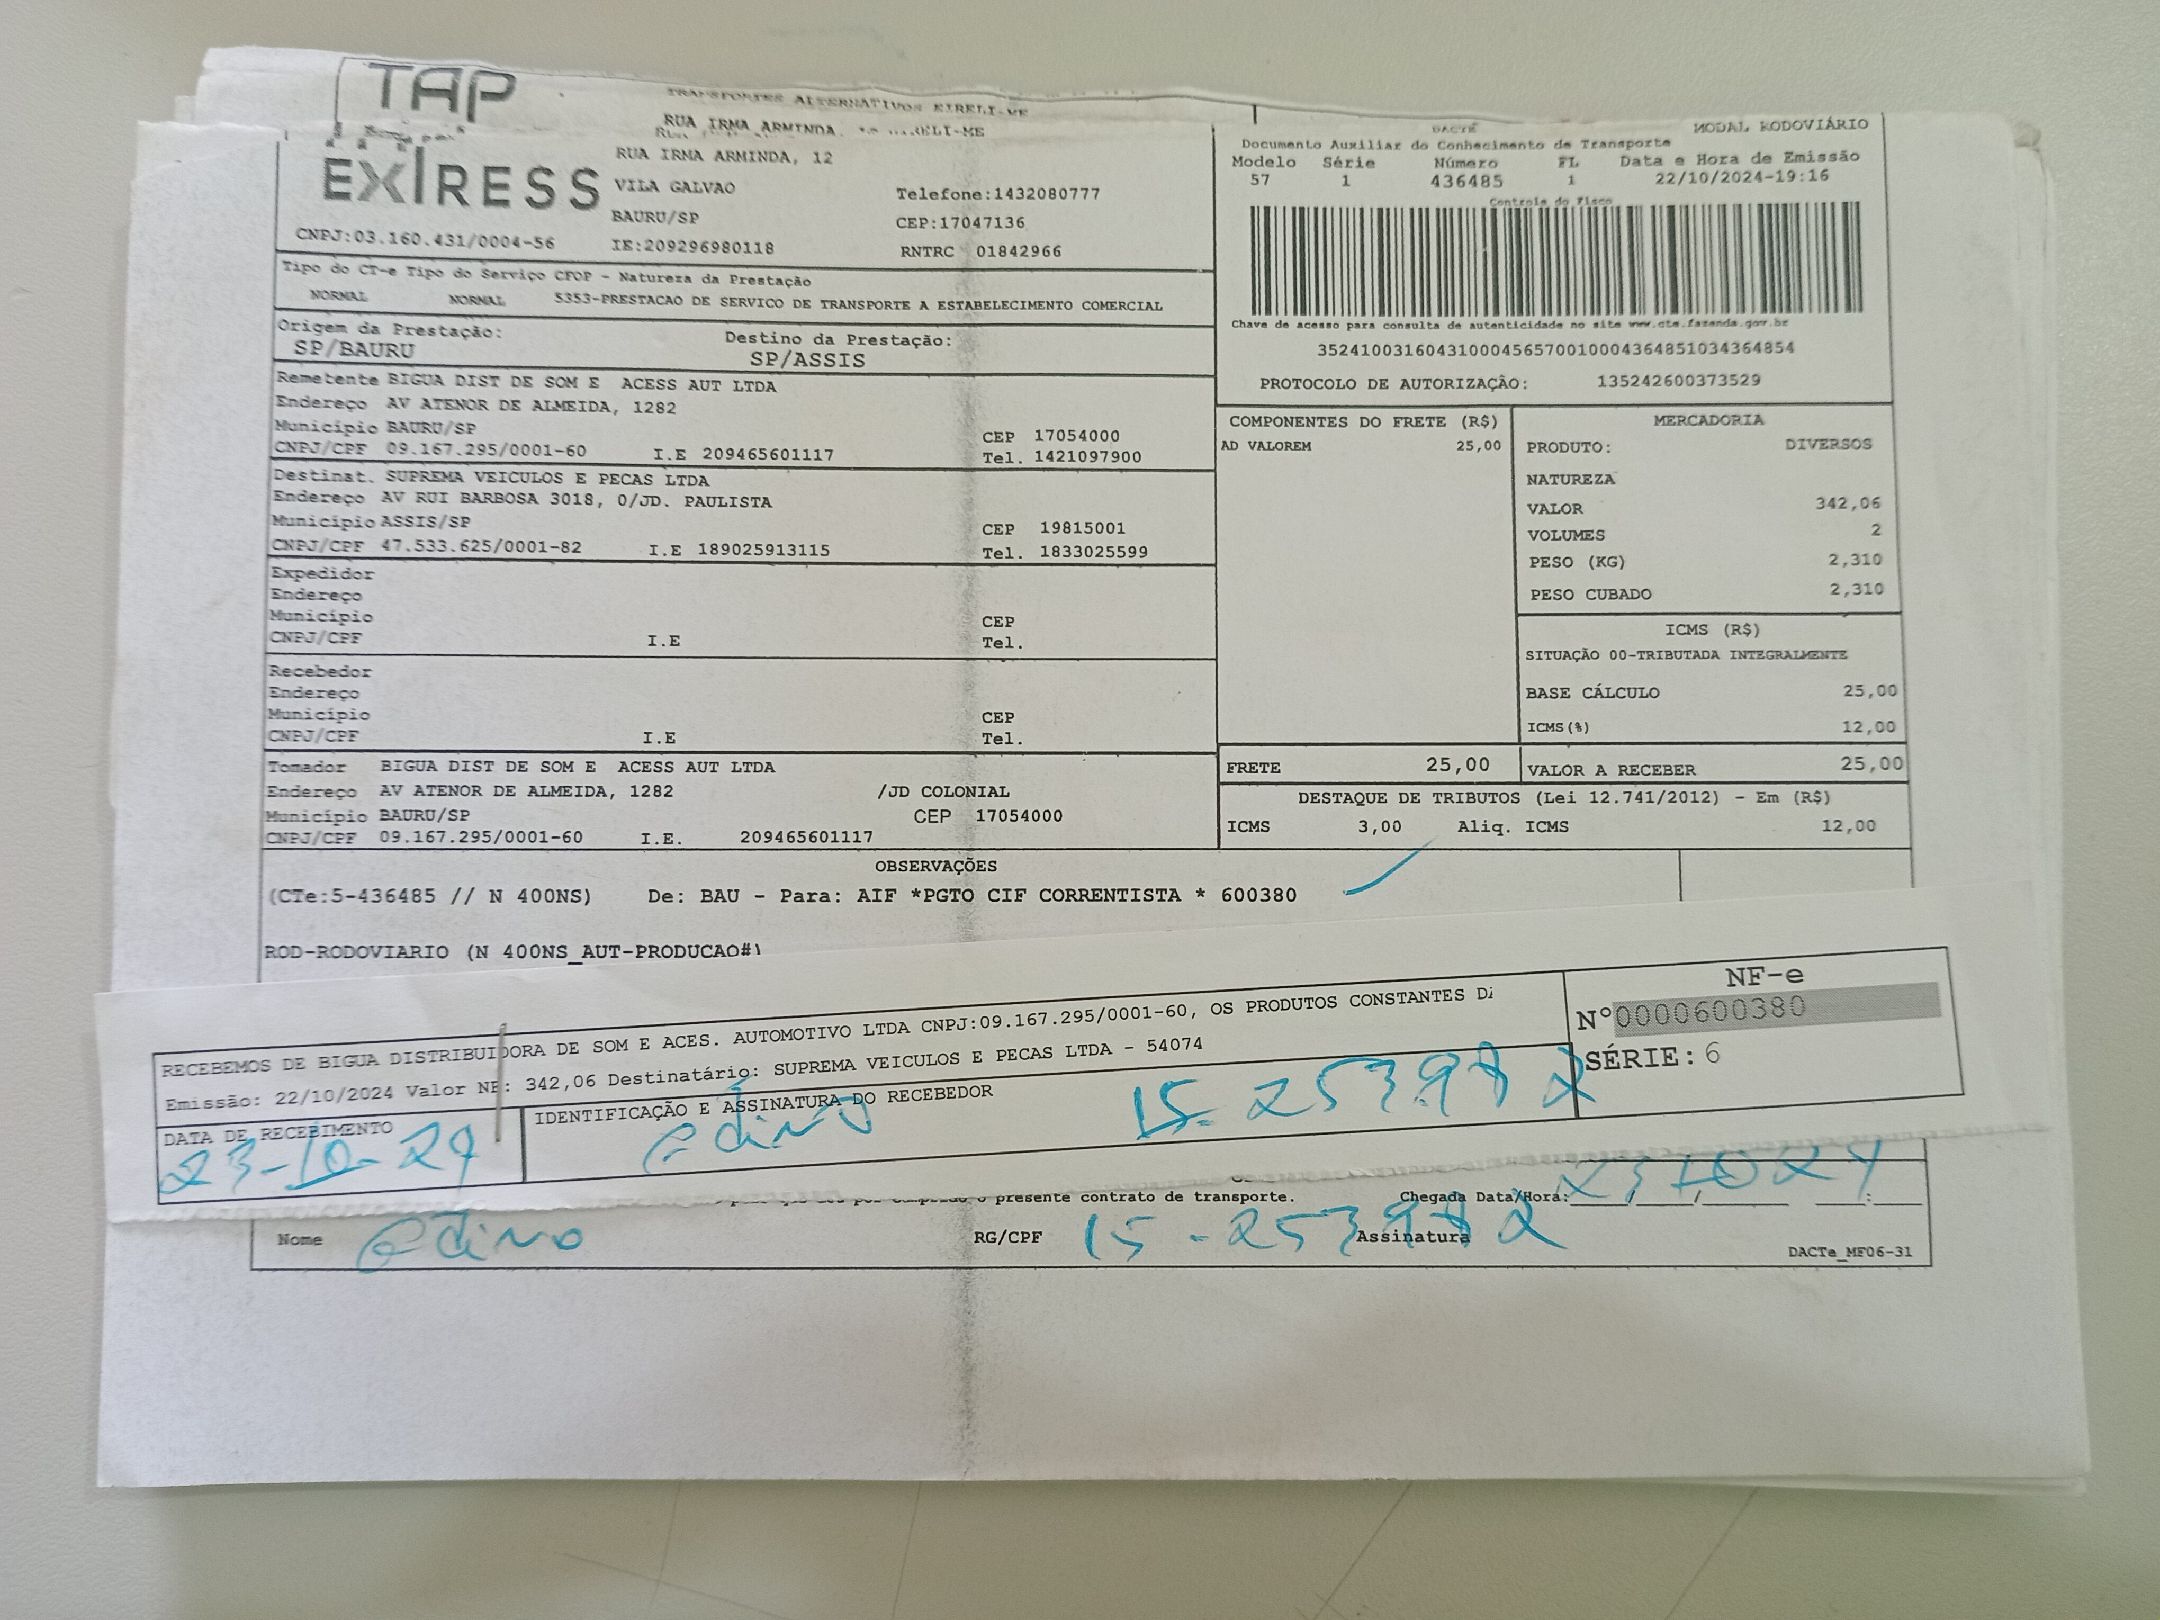 TAP
EXPRESS
TRANSPORTES ALTERNATIVOS EIRELI-ME
RUA IRMA ARMINDA,
RUA IRMA ARMINDA, 12
VILA GALVAO Telefone:1432080777
BAURU/SP CEP:17047136
CNPJ:03.160.431/0004-56 IE:209296980118 RNTRC 01842966
Tipo do CT-e Tipo do Serviço CFOP - Natureza da Prestação
NORMAL NORMAL 5353-PRESTACAO DE SERVICO DE TRANSPORTE A ESTABELECIMENTO COMERCIAL
Origem da Prestação: Destino da Prestação:
SP/BAURU SP/ASSIS
Remetente BIGUA DIST DE SOM E ACESS AUT LTDA
Endereço AV ATENOR DE ALMEIDA, 1282
Município BAURU/SP CEP 17054000
CNPJ/CPF 09.167.295/0001-60 I.E 209465601117 Tel. 1421097900
Destinat. SUPREMA VEICULOS E PECAS LTDA
Endereço AV RUI BARBOSA 3018, 0/JD. PAULISTA
Município ASSIS/SP CEP 19815001
CNPJ/CPF 47.533.625/0001-82 I.E 189025913115 Tel. 1833025599
Expedidor
Endereço
Município CEP
CNPJ/CPF I.E Tel.
Recebedor
Endereço
Município CEP
CNPJ/CPF I.E Tel.
Tomador BIGUA DIST DE SOM E ACESS AUT LTDA
Endereço AV ATENOR DE ALMEIDA, 1282 /JD COLONIAL
Município BAURU/SP CEP 17054000
CNPJ/CPF 09.167.295/0001-60 I.E. 209465601117
DACTE MODAL RODOVIÁRIO
Documento Auxiliar do Conhecimento de Transporte
Modelo Série Número FL Data e Hora de Emissão
57 1 436485 1 22/10/2024-19:16
Controle do Fisco
Chave de acesso para consulta de autenticidade no site www.cte.fazenda.gov.br
35241003160431000456570010004364851034364854
PROTOCOLO DE AUTORIZAÇÃO: 135242600373529
COMPONENTES DO FRETE (R$)
AD VALOREM 25,00
MERCADORIA
PRODUTO: DIVERSOS
NATUREZA
VALOR 342,06
VOLUMES 2
PESO (KG) 2,310
PESO CUBADO 2,310
ICMS (R$)
SITUAÇÃO 00-TRIBUTADA INTEGRALMENTE
BASE CÁLCULO 25,00
ICMS(%) 12,00
FRETE 25,00 VALOR A RECEBER 25,00
DESTAQUE DE TRIBUTOS (Lei 12.741/2012) - Em (R$)
ICMS 3,00 Aliq. ICMS 12,00
OBSERVAÇÕES
(CTe:5-436485 // N 400NS) De: BAU - Para: AIF *PGTO CIF CORRENTISTA * 600380
ROD-RODOVIARIO (N 400NS_AUT-PRODUCAO#)
RECEBEMOS DE BIGUA DISTRIBUIDORA DE SOM E ACES. AUTOMOTIVO LTDA CNPJ:09.167.295/0001-60, OS PRODUTOS CONSTANTES
Emissão: 22/10/2024 Valor NF: 342,06 Destinatário: SUPREMA VEICULOS E PECAS LTDA - 54074
DATA DE RECEBIMENTO IDENTIFICAÇÃO E ASSINATURA DO RECEBEDOR
23-10-24 edino 15-2537982
NF-e
Nº0000600380
SÉRIE: 6
o presente contrato de transporte. Chegada Data/Hora: 23 10 24
Nome edino RG/CPF 15-2537982 Assinatura
DACTe_MF06-31